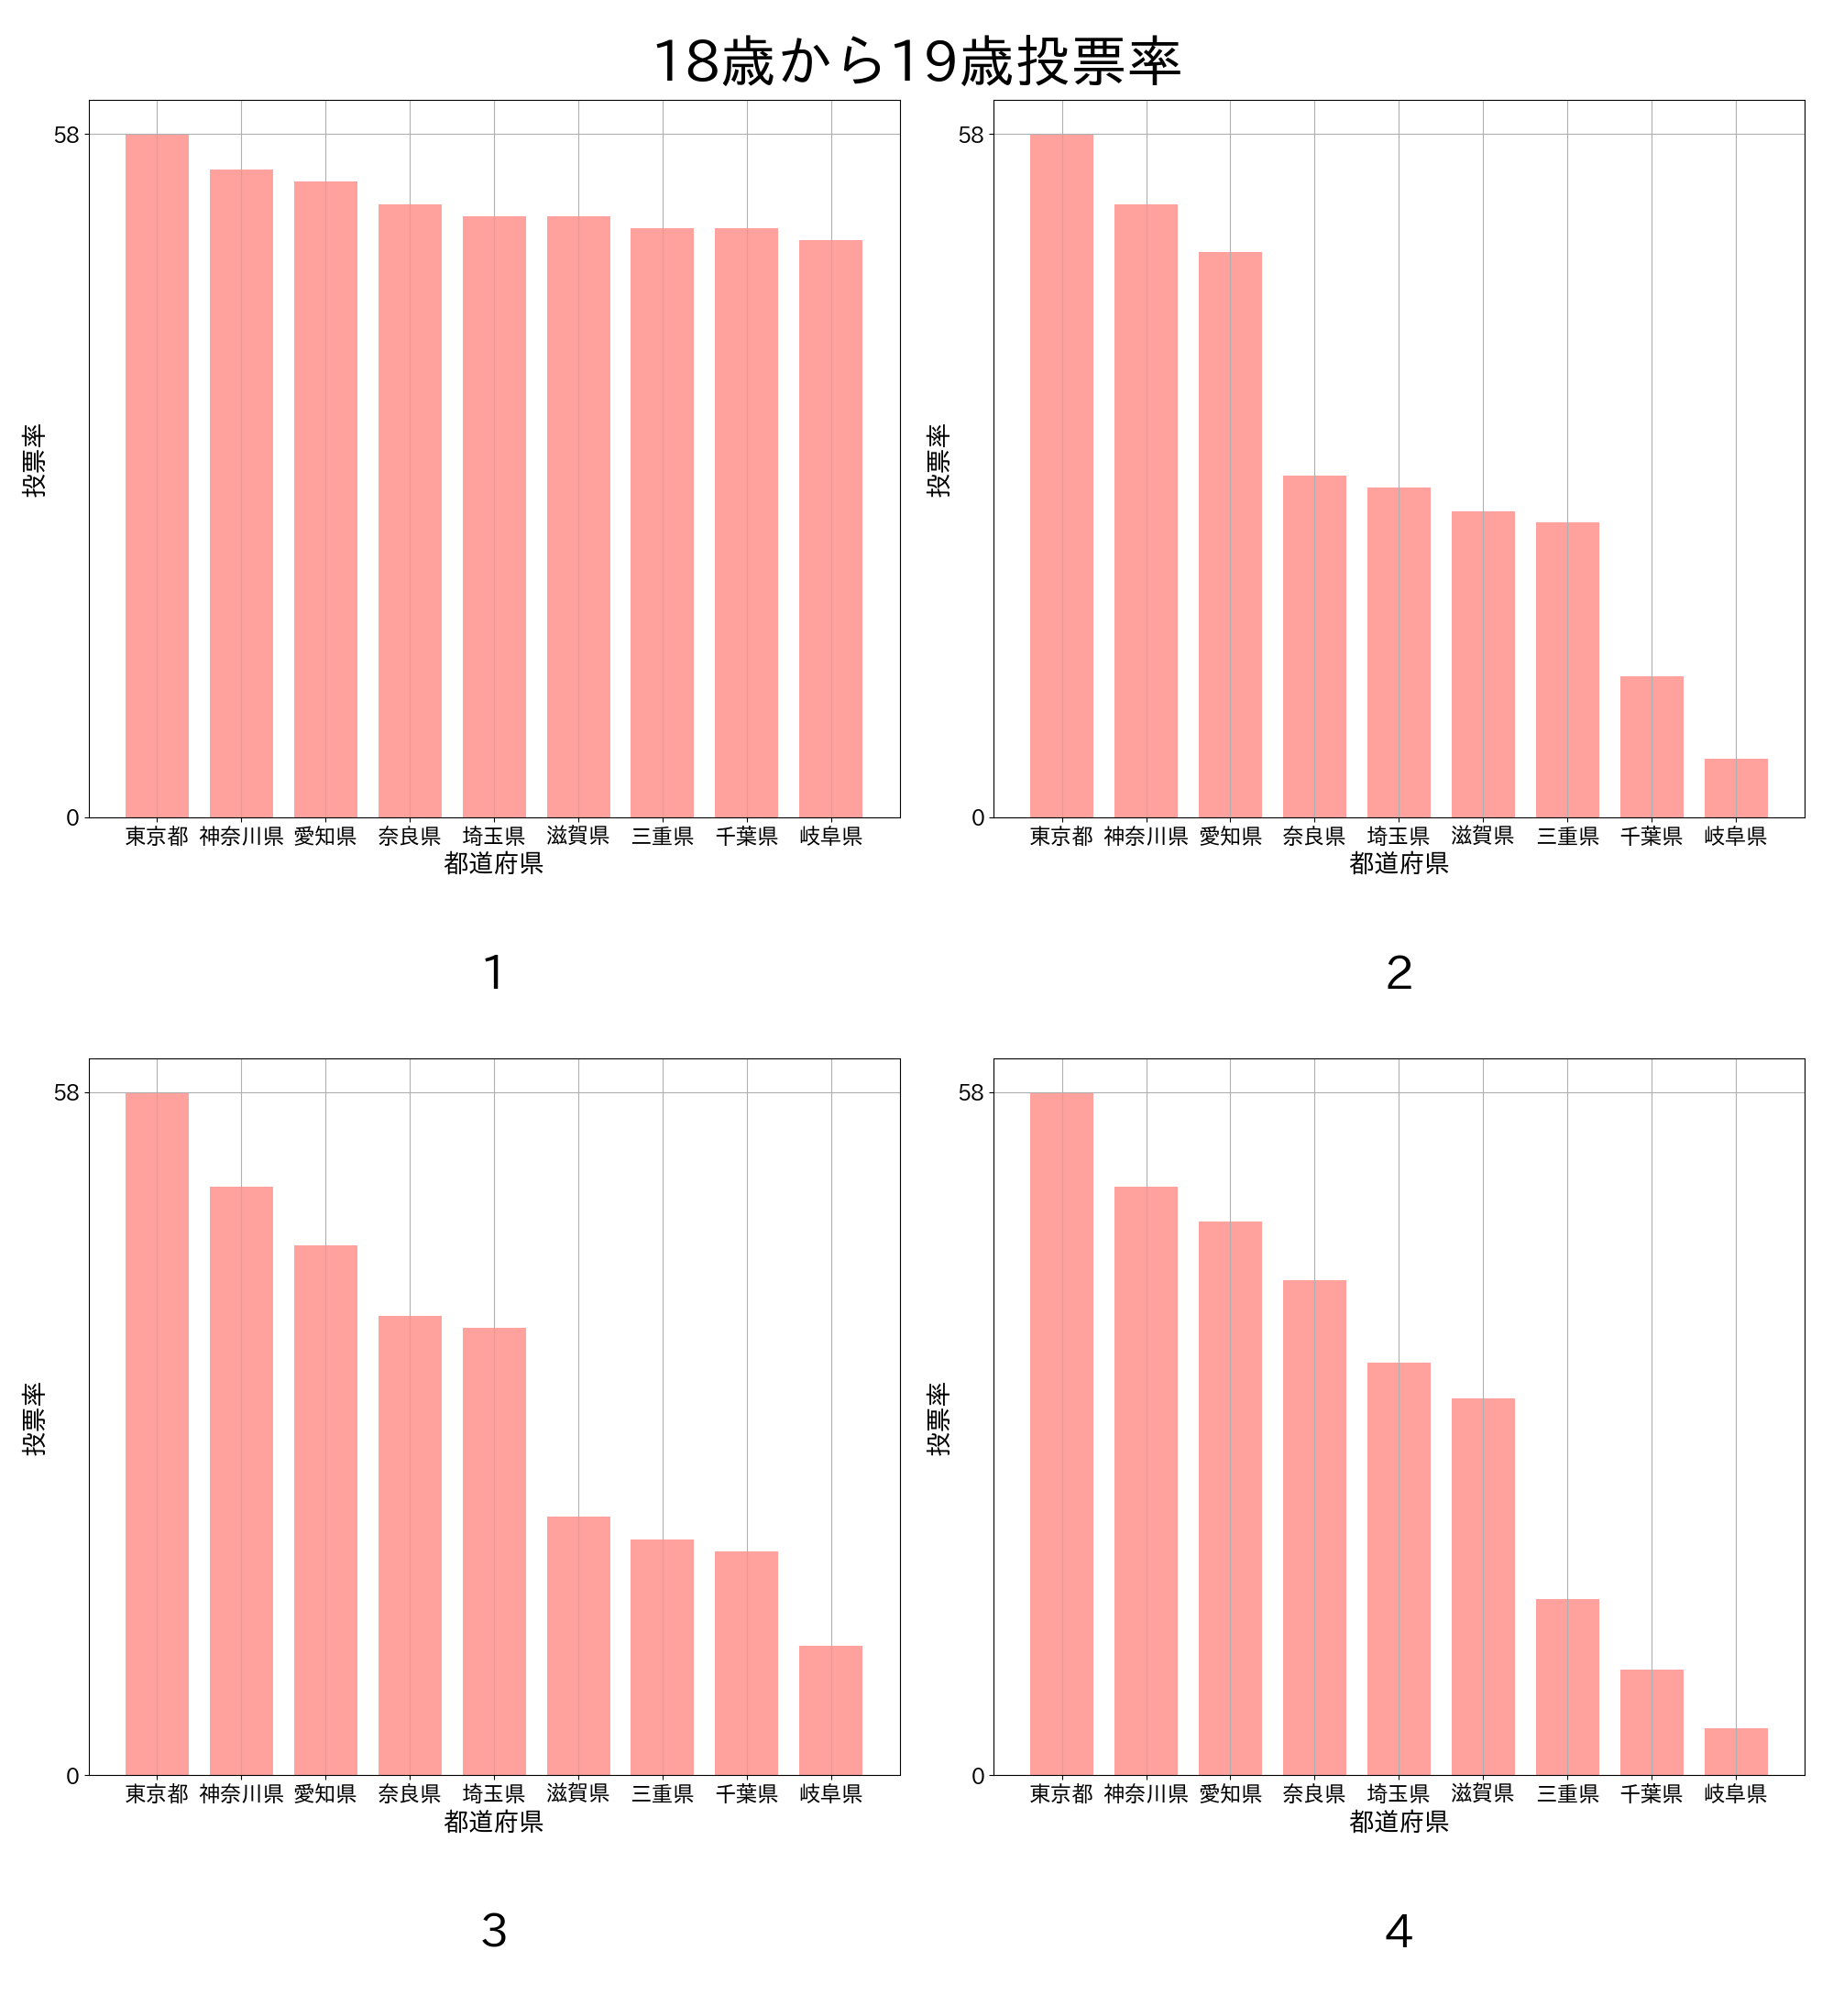 18歳から19歳投票率
58
0
投票率
東京都 神奈川県 愛知県 奈良県 埼玉県 滋賀県 三重県 千葉県 岐阜県
都道府県
1
58
0
投票率
東京都 神奈川県 愛知県 奈良県 埼玉県 滋賀県 三重県 千葉県 岐阜県
都道府県
2
58
0
投票率
東京都 神奈川県 愛知県 奈良県 埼玉県 滋賀県 三重県 千葉県 岐阜県
都道府県
3
58
0
投票率
東京都 神奈川県 愛知県 奈良県 埼玉県 滋賀県 三重県 千葉県 岐阜県
都道府県
4